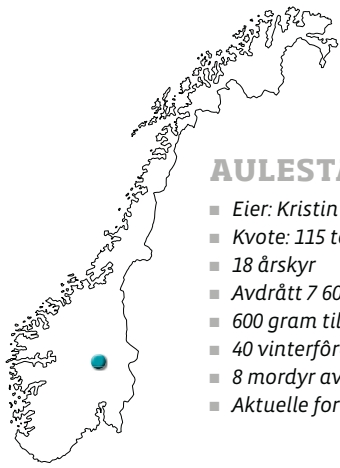 AULESTA
Eier: Kristin
Kvote: 115 to
18 årskyr
Avdrått 7 60
600 gram til
40 vinterfôr
8 mordyr av
Aktuelle for